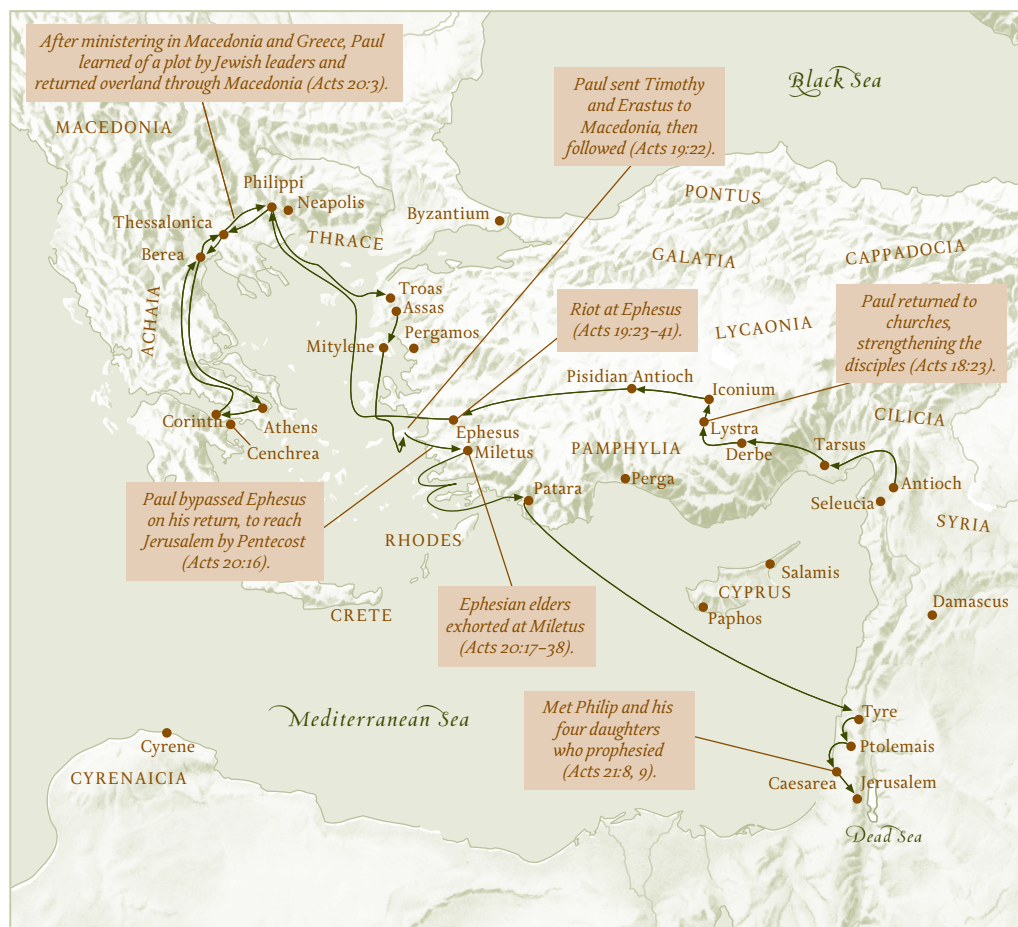 After ministering in Macedonia and Greece, Paul
learned of a plot by Jewish leaders and
returned overland through Macedonia (Acts 20:3).
Paul sent Timothy
and Erastus to
Macedonia, then
followed (Acts 19:22).
Black Sea
MACEDONIA
Philippi
Neapolis
Thessalonica
Berea
THRACE
Byzantium
PONTUS
GALATIA
CAPPADOCIA
ACHAIA
Troas
Assas
Pergamos
Mitylene
Riot at Ephesus
(Acts 19:23–41).
LYCAONIA
Paul returned to
churches,
strengthening the
disciples (Acts 18:23).
Pisidian Antioch
Iconium
Lystra
Derbe
CILICIA
Tarsus
Corinth
Athens
Cenchrea
Ephesus
Miletus
PAMPHYLIA
Perga
Patara
Antioch
Seleucia
SYRIA
Paul bypassed Ephesus
on his return, to reach
Jerusalem by Pentecost
(Acts 20:16).
RHODES
CRETE
Ephesian elders
exhorted at Miletus
(Acts 20:17–38).
Salamis
CYPRUS
Paphos
Damascus
Mediterranean Sea
Met Philip and his
four daughters
who prophesied
(Acts 21:8, 9).
Tyre
Ptolemais
Caesarea
Jerusalem
Cyrene
CYRENAICIA
Dead Sea